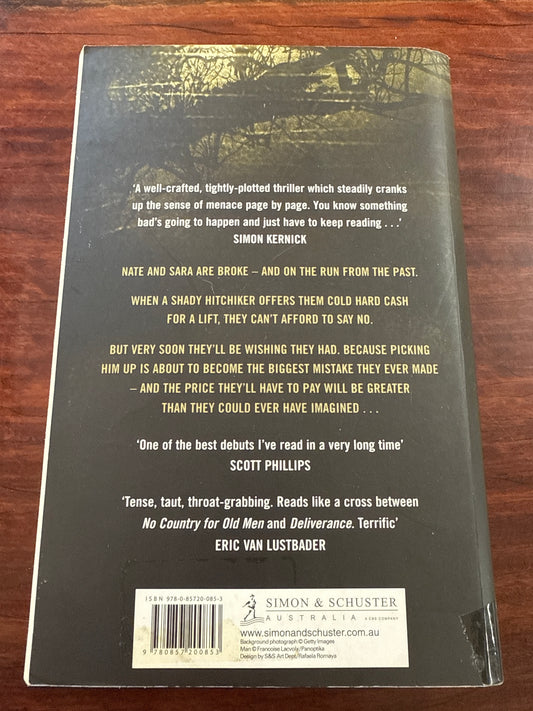 ‘A well-crafted, tightly-plotted thriller which steadily cranks
up the sense of menace page by page. You know something
bad’s going to happen and just have to keep reading . . .’
SIMON KERNICK
NATE AND SARA ARE BROKE – AND ON THE RUN FROM THE PAST.
WHEN A SHADY HITCHIKER OFFERS THEM COLD HARD CASH
FOR A LIFT, THEY CAN’T AFFORD TO SAY NO.
BUT VERY SOON THEY’LL BE WISHING THEY HAD. BECAUSE PICKING
HIM UP IS ABOUT TO BECOME THE BIGGEST MISTAKE THEY EVER MADE
– AND THE PRICE THEY’LL HAVE TO PAY WILL BE GREATER
THAN THEY COULD EVER HAVE IMAGINED . . .
‘One of the best debuts I’ve read in a very long time’
SCOTT PHILLIPS
‘Tense, taut, throat-grabbing. Reads like a cross between
No Country for Old Men and Deliverance. Terrific’
ERIC VAN LUSTBADER
ISBN 978-0-85720-085-3
9 780857 200853
SIMON & SCHUSTER
AUSTRALIA
A CBS COMPANY
www.simonandschuster.com.au
Background photograph © Getty Images
Man © Francoise Lacvoly/Panoptika
Design by S&S Art Dept/Rafaela Romaya